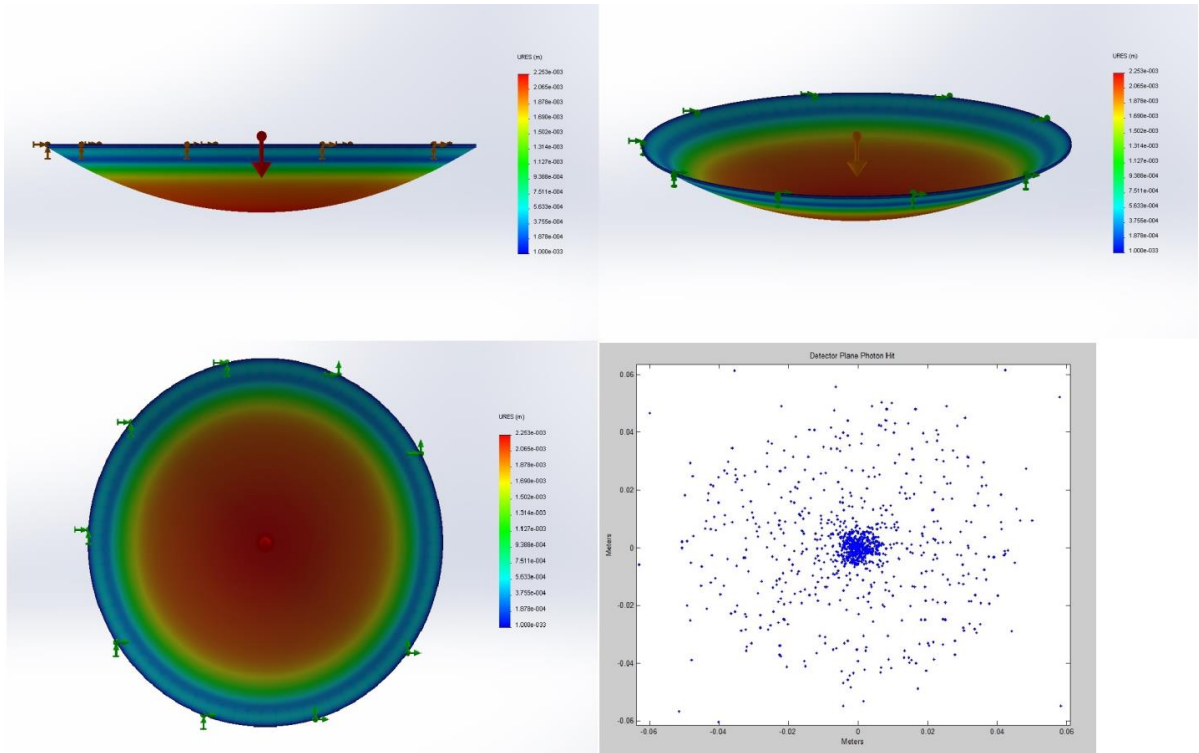 URES (m)
2.253e-003
2.065e-003
1.878e-003
1.690e-003
1.502e-003
1.314e-003
1.127e-003
9.388e-004
7.511e-004
5.633e-004
3.755e-004
1.878e-004
1.000e-033
URES (m)
2.253e-003
2.065e-003
1.878e-003
1.690e-003
1.502e-003
1.314e-003
1.127e-003
9.388e-004
7.511e-004
5.633e-004
3.755e-004
1.878e-004
1.000e-033
URES (m)
2.253e-003
2.065e-003
1.878e-003
1.690e-003
1.502e-003
1.314e-003
1.127e-003
9.388e-004
7.511e-004
5.633e-004
3.755e-004
1.878e-004
1.000e-033
Detector Plane Photon Hit
0.06
0.04
0.02
0
-0.02
-0.04
-0.06
Meters
-0.06 -0.04 -0.02 0 0.02 0.04 0.06
Meters